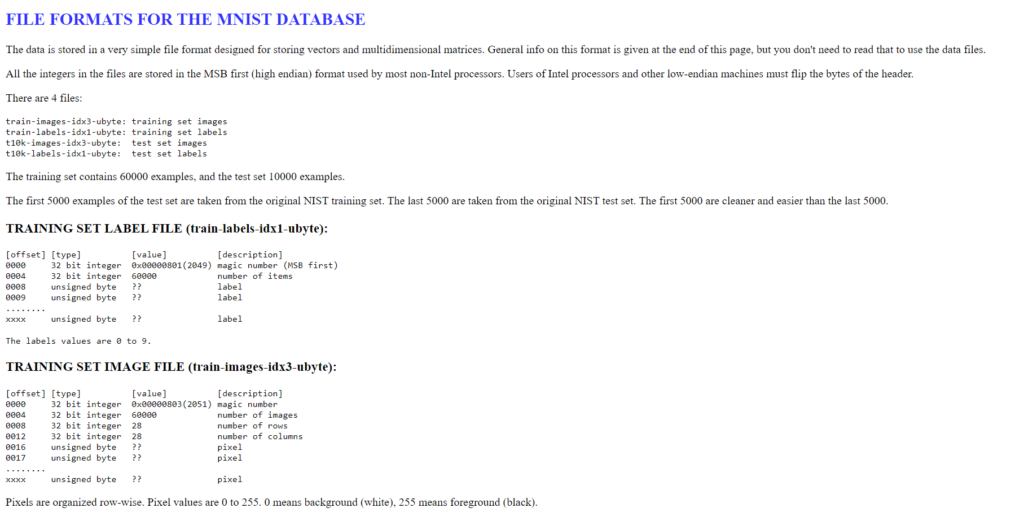 FILE FORMATS FOR THE MNIST DATABASE
The data is stored in a very simple file format designed for storing vectors and multidimensional matrices. General info on this format is given at the end of this page, but you don't need to read that to use the data files.
All the integers in the files are stored in the MSB first (high endian) format used by most non-Intel processors. Users of Intel processors and other low-endian machines must flip the bytes of the header.
There are 4 files:
train-images-idx3-ubyte: training set images
train-labels-idx1-ubyte: training set labels
t10k-images-idx3-ubyte:  test set images
t10k-labels-idx1-ubyte:  test set labels
The training set contains 60000 examples, and the test set 10000 examples.
The first 5000 examples of the test set are taken from the original NIST training set. The last 5000 are taken from the original NIST test set. The first 5000 are cleaner and easier than the last 5000.
TRAINING SET LABEL FILE (train-labels-idx1-ubyte):
[offset] [type]          [value]          [description]
0000     32 bit integer  0x00000801(2049) magic number (MSB first)
0004     32 bit integer  60000            number of items
0008     unsigned byte   ??               label
0009     unsigned byte   ??               label
........
xxxx     unsigned byte   ??               label
The labels values are 0 to 9.
TRAINING SET IMAGE FILE (train-images-idx3-ubyte):
[offset] [type]          [value]          [description]
0000     32 bit integer  0x00000803(2051) magic number
0004     32 bit integer  60000            number of images
0008     32 bit integer  28               number of rows
0012     32 bit integer  28               number of columns
0016     unsigned byte   ??               pixel
0017     unsigned byte   ??               pixel
........
xxxx     unsigned byte   ??               pixel
Pixels are organized row-wise. Pixel values are 0 to 255. 0 means background (white), 255 means foreground (black).